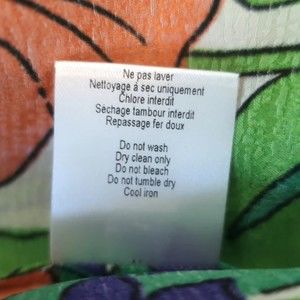 Ne pas laver
Nettoyage à sec uniquement
Chlore interdit
Séchage tambour interdit
Repassage fer doux
Do not wash
Dry clean only
Do not bleach
Do not tumble dry
Cool iron